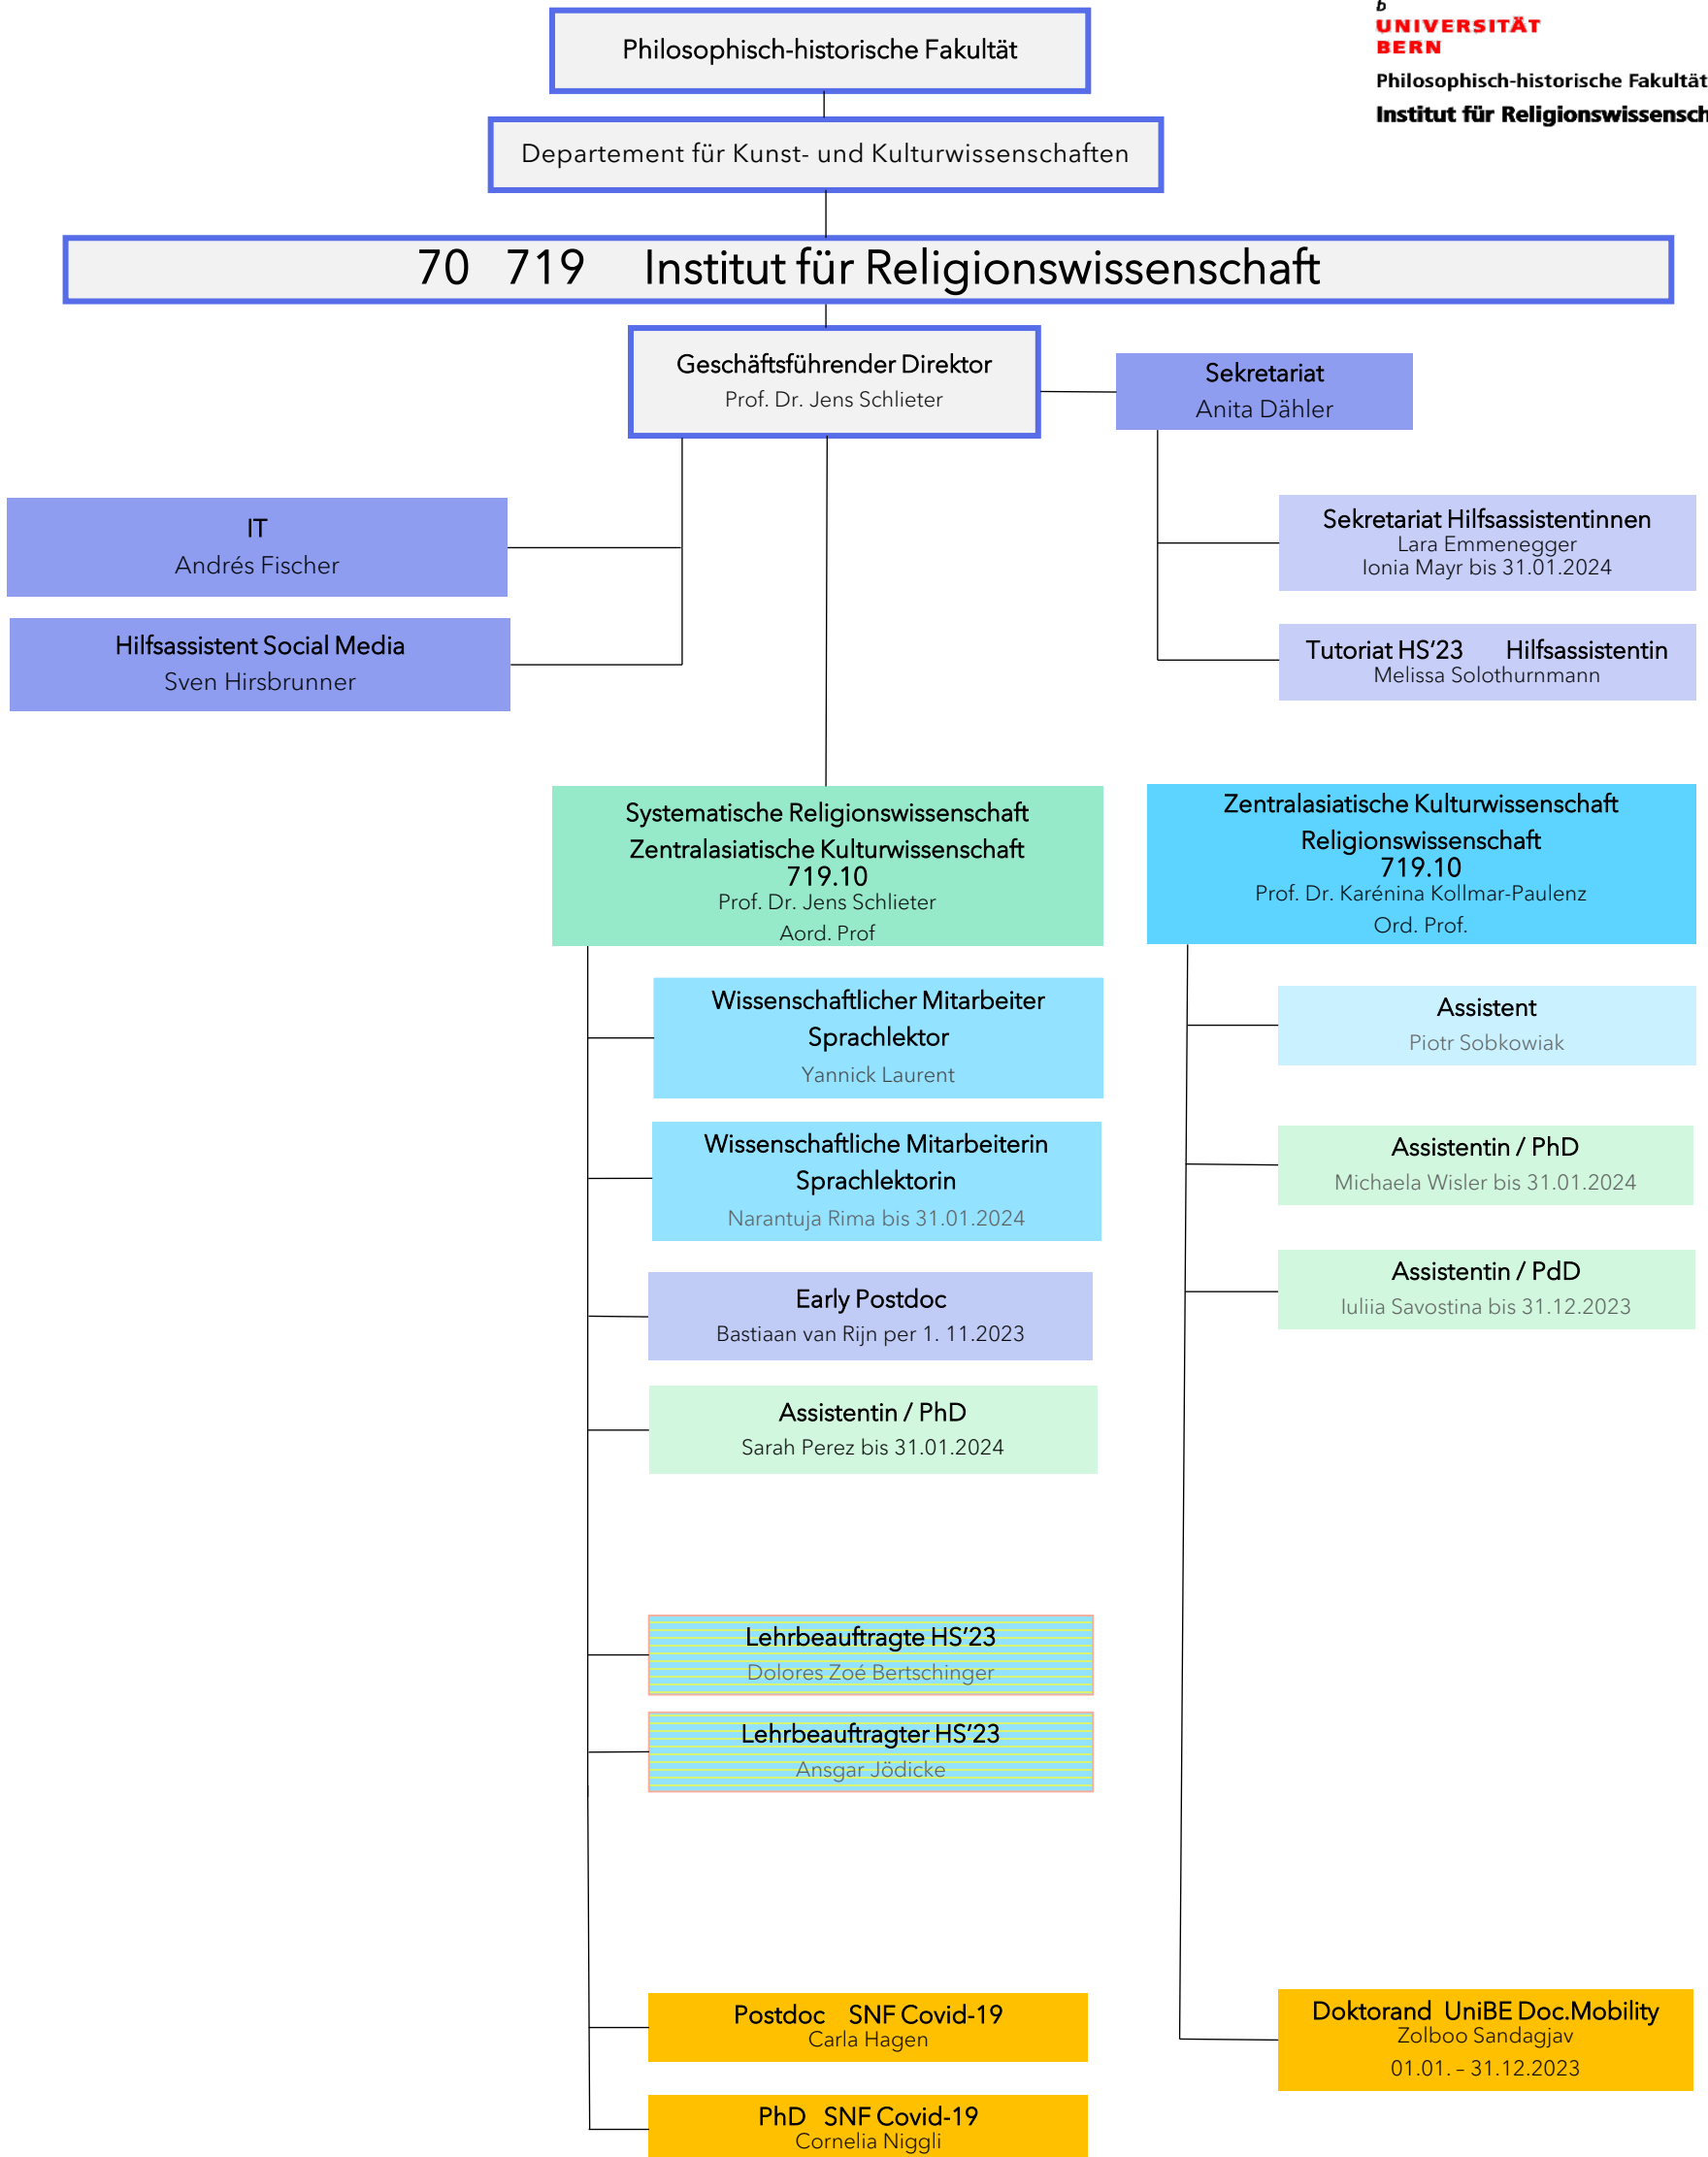 b
UNIVERSITÄT
BERN
Philosophisch-historische Fakultät
Institut für Religionswissensch
Philosophisch-historische Fakultät
Departement für Kunst- und Kulturwissenschaften
70 719 Institut für Religionswissenschaft
Geschäftsführender Direktor
Prof. Dr. Jens Schlieter
Sekretariat
Anita Dähler
IT
Andrés Fischer
Hilfsassistent Social Media
Sven Hirsbrunner
Sekretariat Hilfsassistentinnen
Lara Emmenegger
Ionia Mayr bis 31.01.2024
Tutoriat HS‘23 Hilfsassistentin
Melissa Solothurnmann
Systematische Religionswissenschaft
Zentralasiatische Kulturwissenschaft
719.10
Prof. Dr. Jens Schlieter
Aord. Prof
Wissenschaftlicher Mitarbeiter
Sprachlektor
Yannick Laurent
Wissenschaftliche Mitarbeiterin
Sprachlektorin
Narantuja Rima bis 31.01.2024
Early Postdoc
Bastiaan van Rijn per 1. 11.2023
Assistentin / PhD
Sarah Perez bis 31.01.2024
Lehrbeauftragte HS’23
Dolores Zoé Bertschinger
Lehrbeauftragter HS’23
Ansgar Jödicke
Postdoc SNF Covid-19
Carla Hagen
PhD SNF Covid-19
Cornelia Niggli
Zentralasiatische Kulturwissenschaft
Religionswissenschaft
719.10
Prof. Dr. Karénina Kollmar-Paulenz
Ord. Prof.
Assistent
Piotr Sobkowiak
Assistentin / PhD
Michaela Wisler bis 31.01.2024
Assistentin / PdD
Iuliia Savostina bis 31.12.2023
Doktorand UniBE Doc.Mobility
Zolboo Sandagjav
01.01. – 31.12.2023